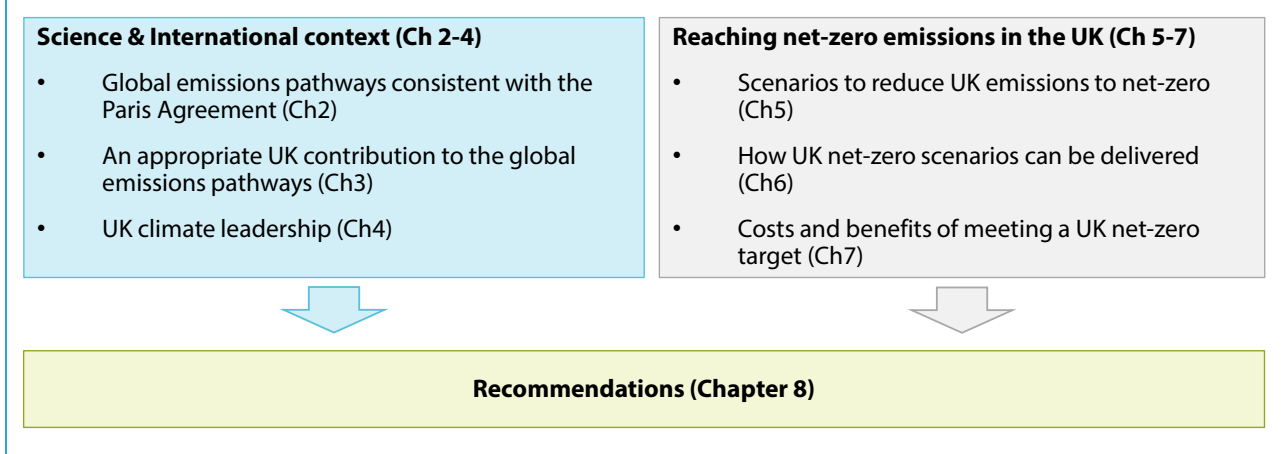 Science & International context (Ch 2-4)
• Global emissions pathways consistent with the
Paris Agreement (Ch2)
• An appropriate UK contribution to the global
emissions pathways (Ch3)
• UK climate leadership (Ch4)
Reaching net-zero emissions in the UK (Ch 5-7)
• Scenarios to reduce UK emissions to net-zero
(Ch5)
• How UK net-zero scenarios can be delivered
(Ch6)
• Costs and benefits of meeting a UK net-zero
target (Ch7)
Recommendations (Chapter 8)